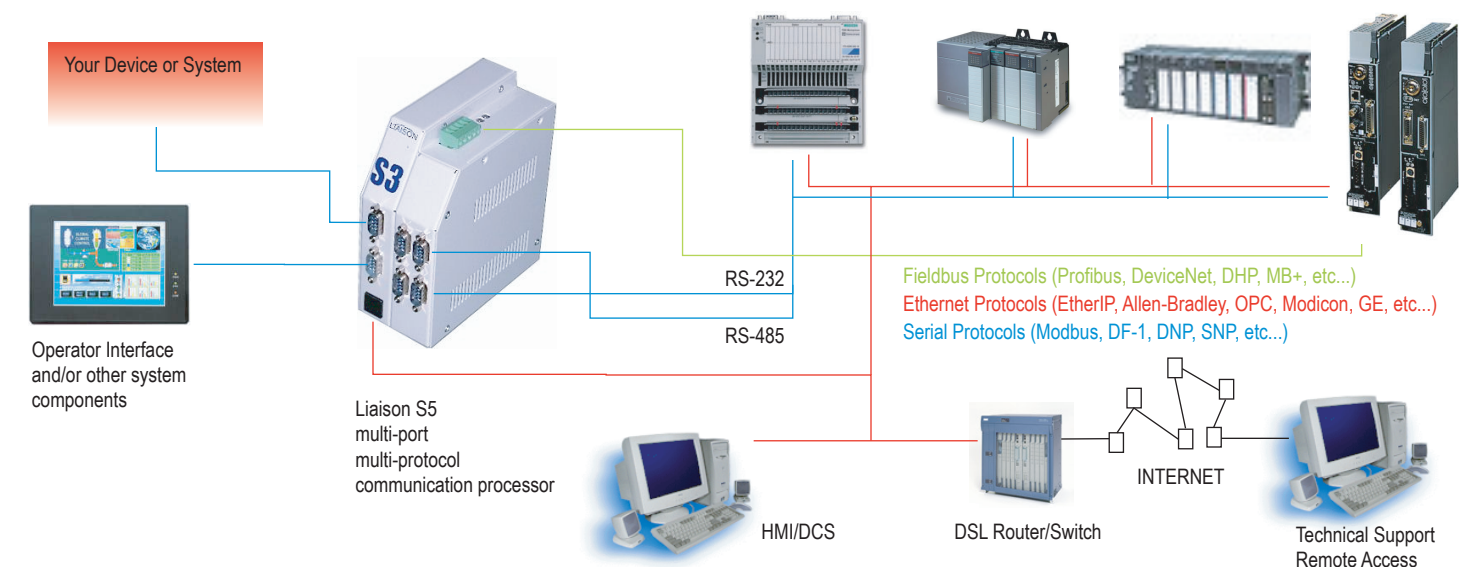 Your Device or System
LIAISON
S3
RS-232
RS-485
Fieldbus Protocols (Profibus, DeviceNet, DHP, MB+, etc...)
Ethernet Protocols (EtherIP, Allen-Bradley, OPC, Modicon, GE, etc...)
Serial Protocols (Modbus, DF-1, DNP, SNP, etc...)
Operator Interface
and/or other system
components
Liaison S5
multi-port
multi-protocol
communication processor
HMI/DCS
DSL Router/Switch
INTERNET
Technical Support
Remote Access